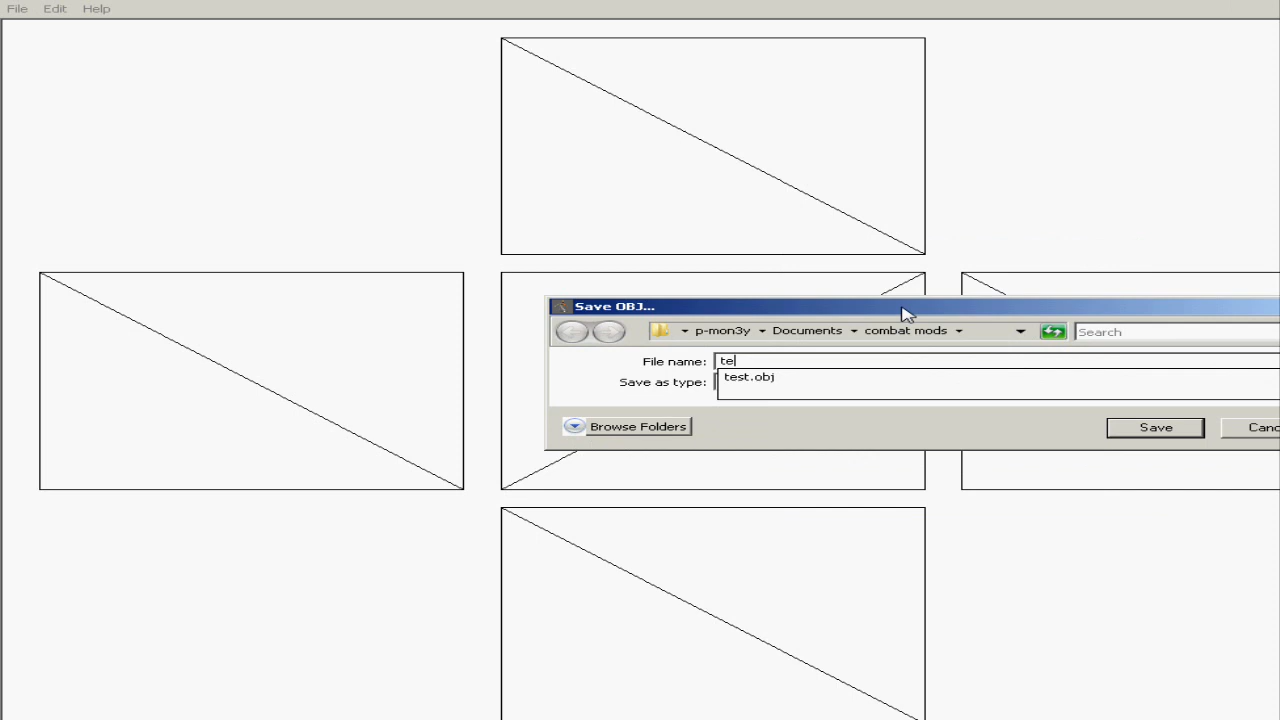 File Edit Help
Save OBJ...
p-mon3y Documents combat mods Search
File name: te
test.obj
Save as type:
Browse Folders Save Canc